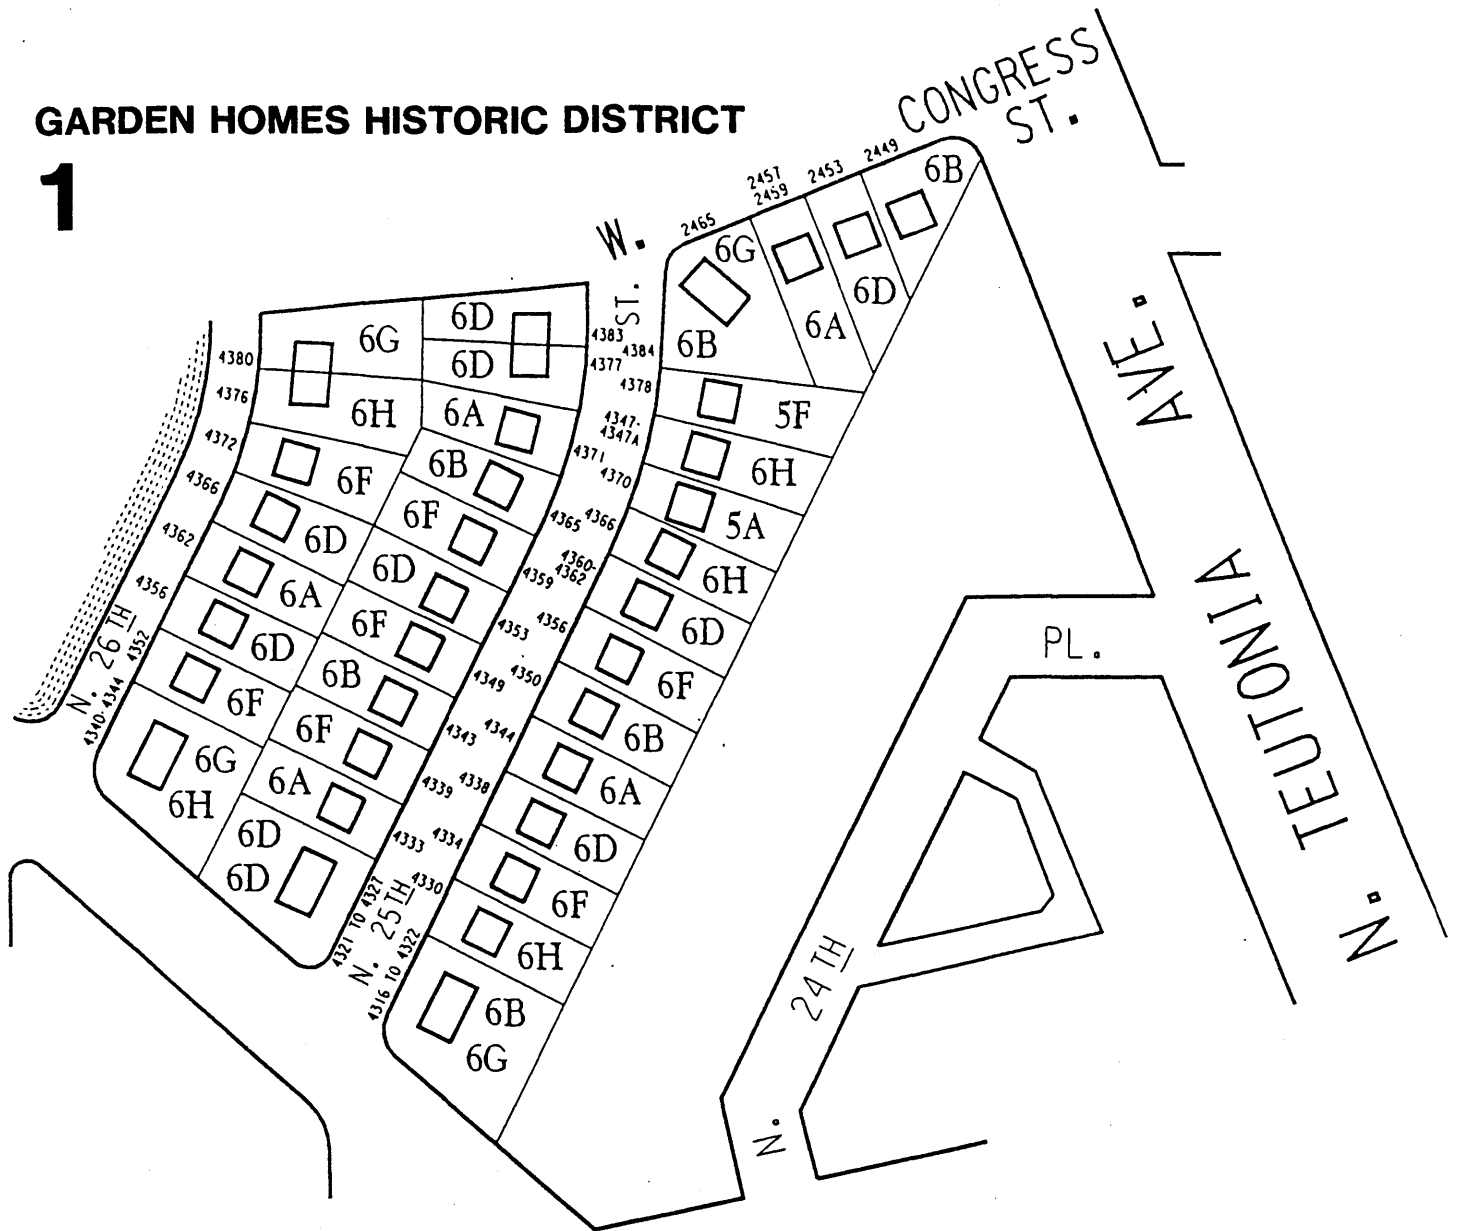 GARDEN HOMES HISTORIC DISTRICT
1
CONGRESS
ST.
W.
ST.
2465
2457
2459
2453
2449
6G
6B
6A
6D
6B
N. TEUTONIA AVE.
PL.
N. 24TH
N. 26TH
N. 25TH
4380
4376
4372
4366
4362
4356
4352
4340-4344
6G
6H
6F
6D
6A
6D
6F
6G
6H
6D
6D
6A
6B
6F
6D
6F
6B
6F
6A
6D
6D
4383
4377
4347-
4347A
4371
4365
4359
4353
4349
4343
4339
4333
4321 TO 4327
4384
4378
4370
4366
4360-
4362
4356
4350
4344
4338
4334
4330
4316 TO 4322
5F
6H
5A
6H
6D
6F
6B
6A
6D
6F
6H
6B
6G